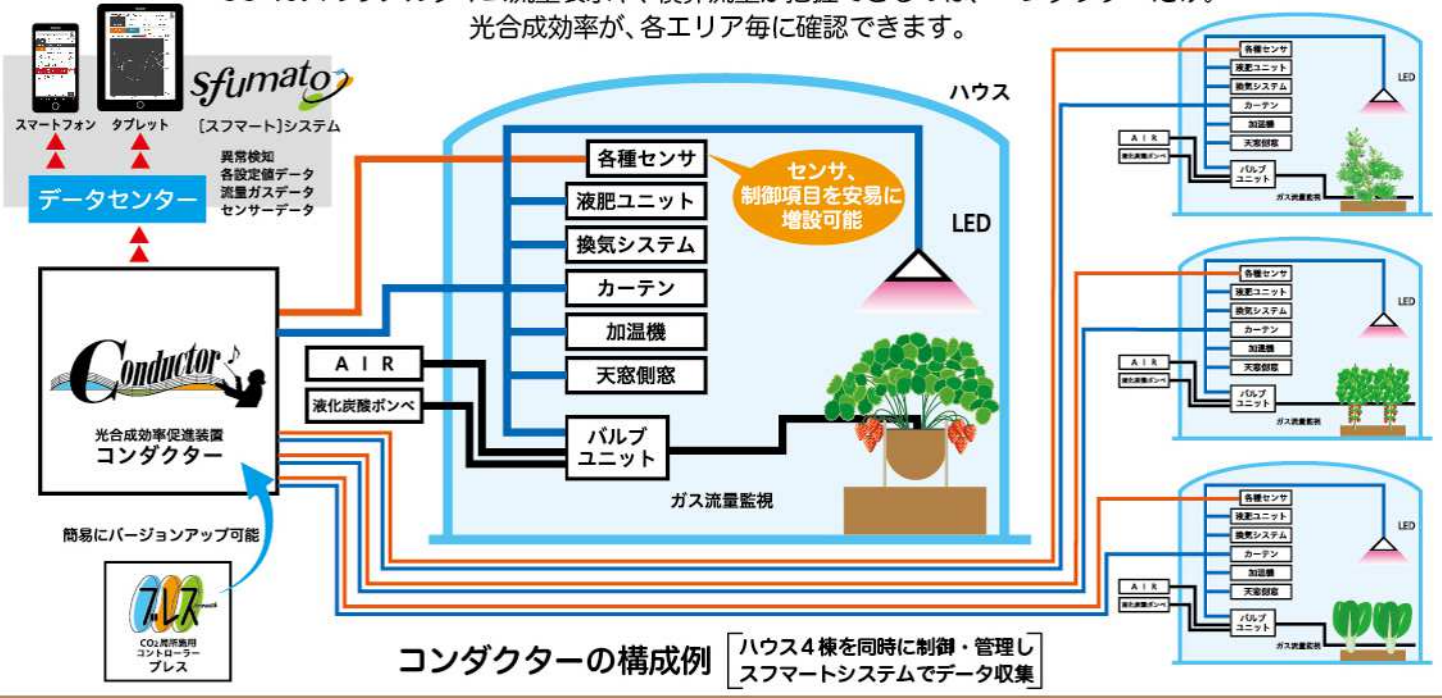 光合成効率が、各エリア毎に確認できます。
sfumato
スマートフォン
タブレット
[スフマート]システム
異常検知
各設定値データ
流量ガスデータ
センサーデータ
データセンター
Conductor
光合成効率促進装置
コンダクター
簡易にバージョンアップ可能
ブレス
CO2局所施用
コントローラー
ブレス
ハウス
各種センサ
液肥ユニット
換気システム
カーテン
加温機
天窓側窓
センサ、
制御項目を安易に
増設可能
LED
AIR
液化炭酸ボンベ
バルブ
ユニット
ガス流量監視
各種センサ
液肥ユニット
換気システム
カーテン
加温機
天窓側窓
LED
AIR
液化炭酸ボンベ
バルブ
ユニット
ガス流量監視
各種センサ
液肥ユニット
換気システム
カーテン
加温機
天窓側窓
LED
AIR
液化炭酸ボンベ
バルブ
ユニット
ガス流量監視
各種センサ
液肥ユニット
換気システム
カーテン
加温機
天窓側窓
LED
AIR
液化炭酸ボンベ
バルブ
ユニット
ガス流量監視
コンダクターの構成例
ハウス4棟を同時に制御・管理し
スフマートシステムでデータ収集